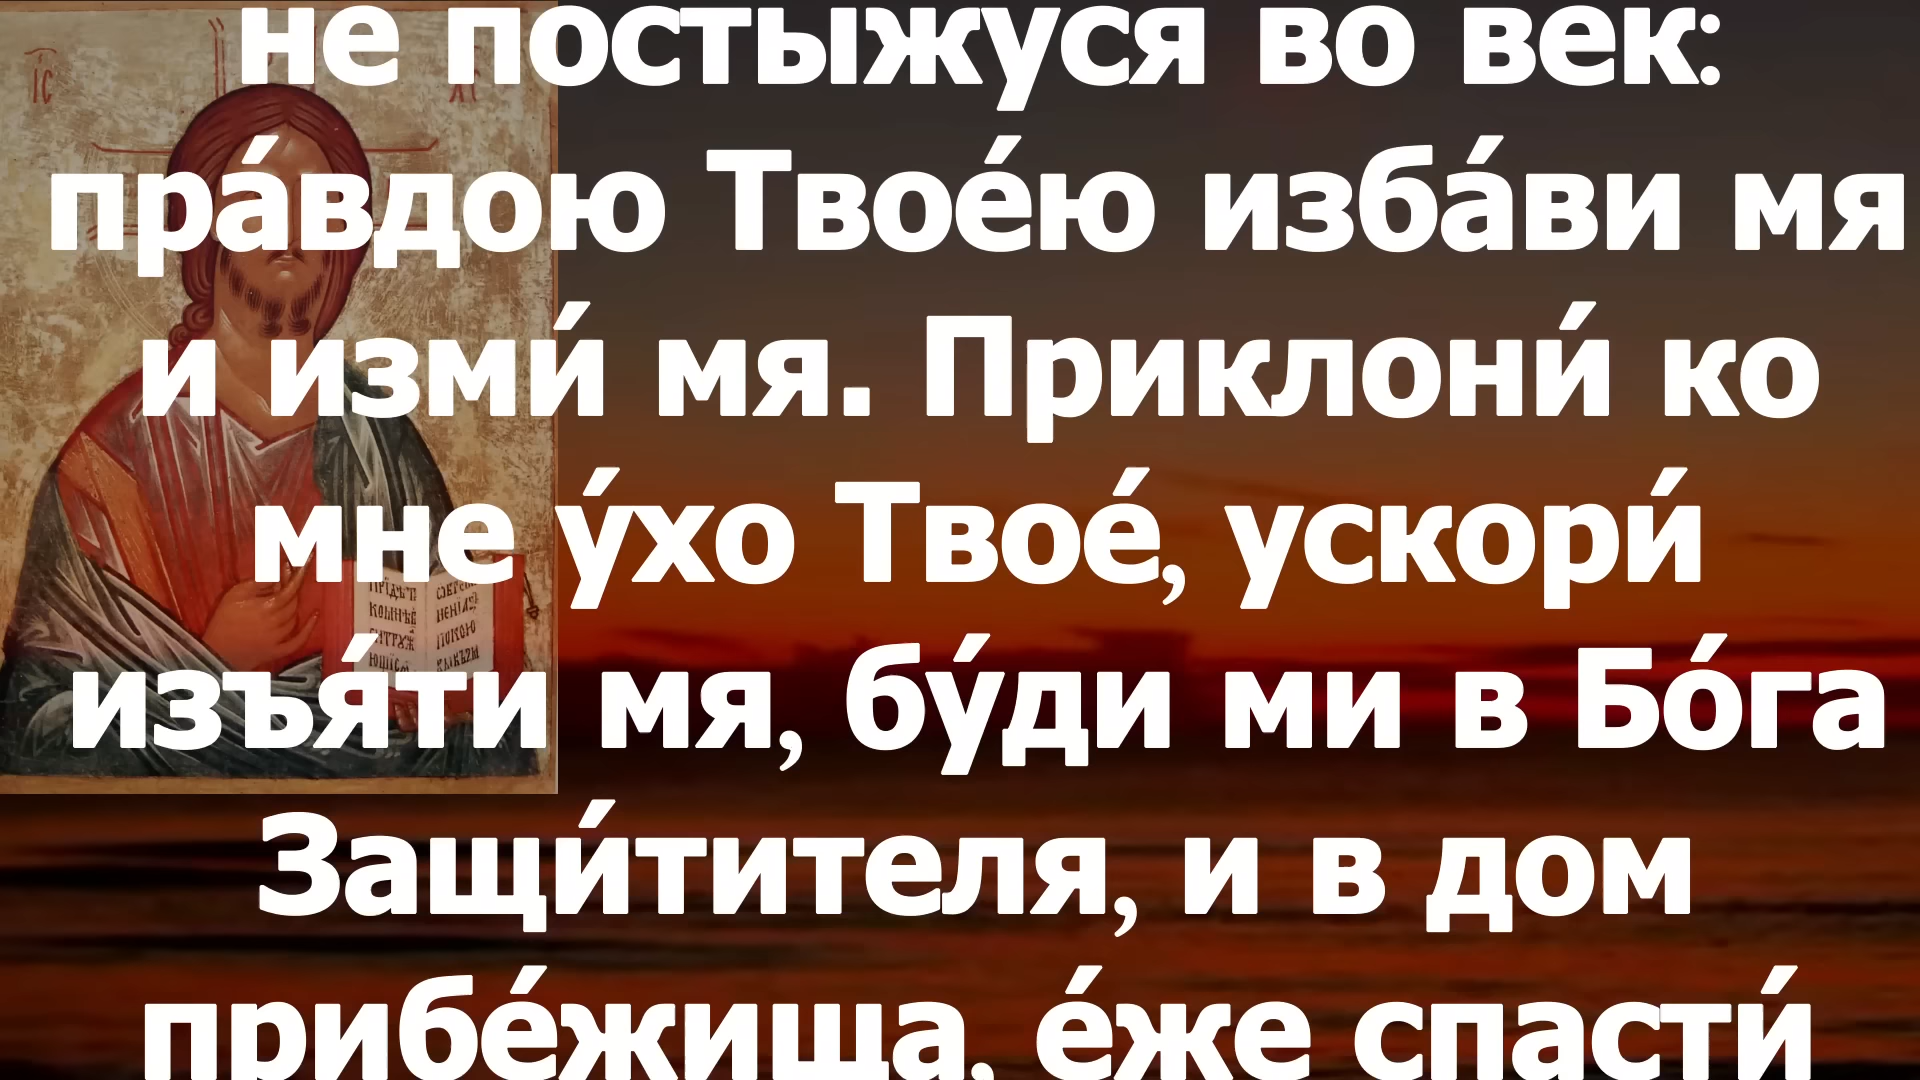 не постыжуся во век:
пра́вдою Твое́ю изба́ви мя
и изми́ мя. Приклони́ ко
мне у́хо Твое́, ускори́
изъя́ти мя, бу́ди ми в Бо́га
Защи́тителя, и в дом
прибе́жища, е́же спасти́